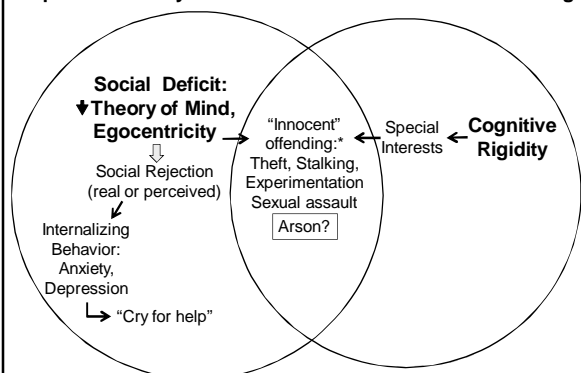 Social Deficit:
Theory of Mind,
Egocentricity
Social Rejection
(real or perceived)
Internalizing
Behavior:
Anxiety,
Depression
“Cry for help”
“Innocent”
offending:*
Theft, Stalking,
Experimentation
Sexual assault
Arson?
Special
Interests
Cognitive
Rigidity